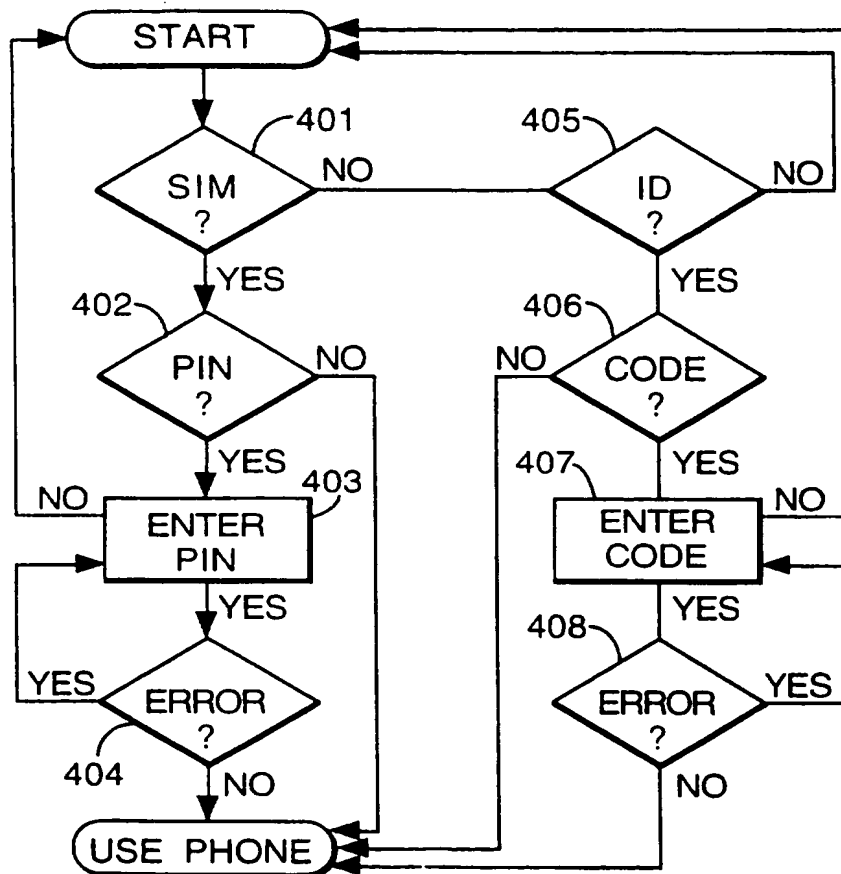 START
401
405
SIM
?
NO
ID
?
NO
YES
YES
402
406
PIN
?
NO
NO
CODE
?
YES
YES
403
407
NO
ENTER
PIN
ENTER
CODE
NO
YES
YES
408
YES
ERROR
?
ERROR
?
YES
404
NO
NO
USE PHONE